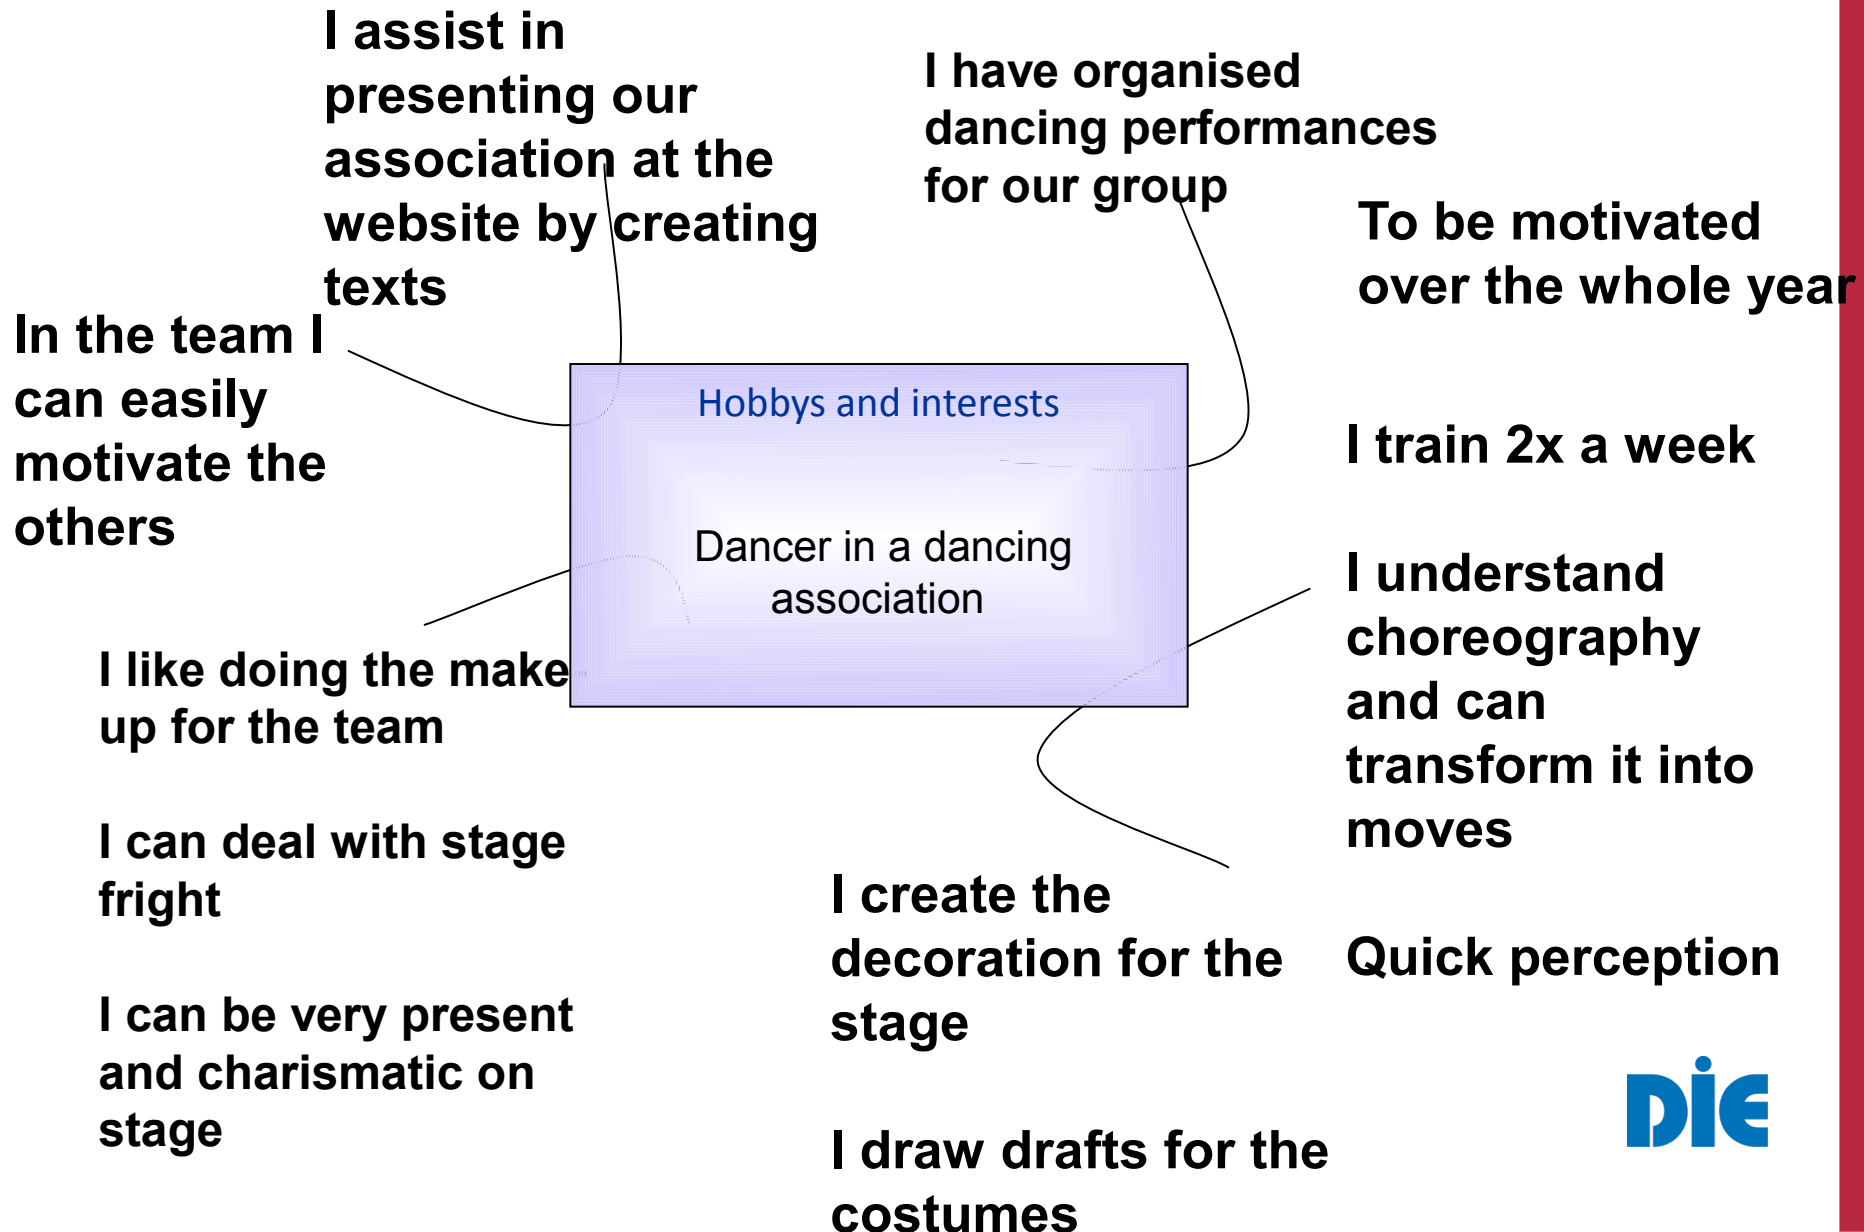 I assist in
presenting our
association at the
website by creating
texts
I have organised
dancing performances
for our group
To be motivated
over the whole year
In the team I
can easily
motivate the
others
Hobbys and interests
Dancer in a dancing
association
I train 2x a week
I understand
choreography
and can
transform it into
moves
Quick perception
I like doing the make-
up for the team
I can deal with stage
fright
I can be very present
and charismatic on
stage
I create the
decoration for the
stage
I draw drafts for the
costumes
DiE